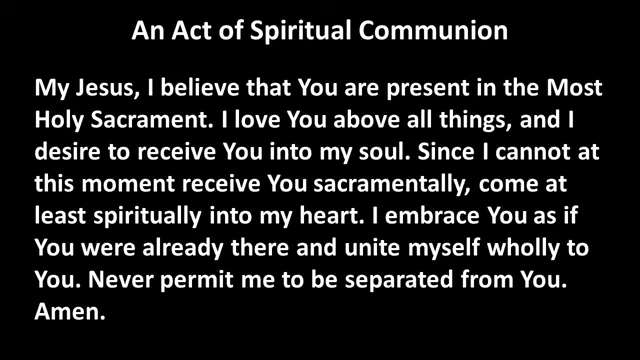 An Act of Spiritual Communion
My Jesus, I believe that You are present in the Most
Holy Sacrament. I love You above all things, and I
desire to receive You into my soul. Since I cannot at
this moment receive You sacramentally, come at
least spiritually into my heart. I embrace You as if
You were already there and unite myself wholly to
You. Never permit me to be separated from You.
Amen.